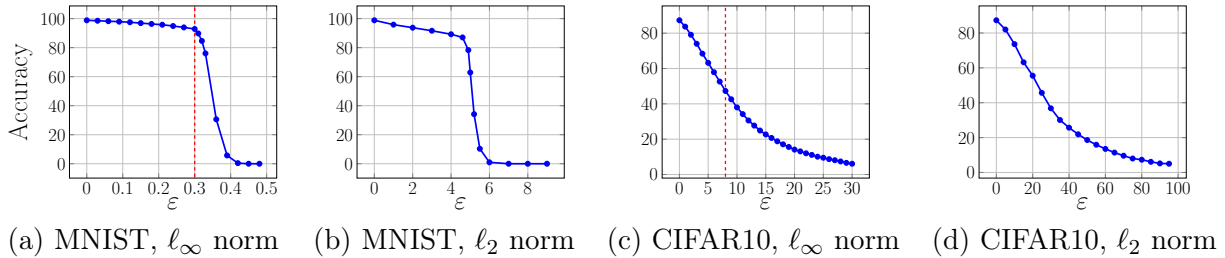 Accuracy
100
80
60
40
20
0
0 0.1 0.2 0.3 0.4 0.5
ε
(a) MNIST, ℓ∞ norm
100
80
60
40
20
0
0 2 4 6 8
ε
(b) MNIST, ℓ2 norm
80
60
40
20
0
0 5 10 15 20 25 30
ε
(c) CIFAR10, ℓ∞ norm
80
60
40
20
0
0 20 40 60 80 100
ε
(d) CIFAR10, ℓ2 norm